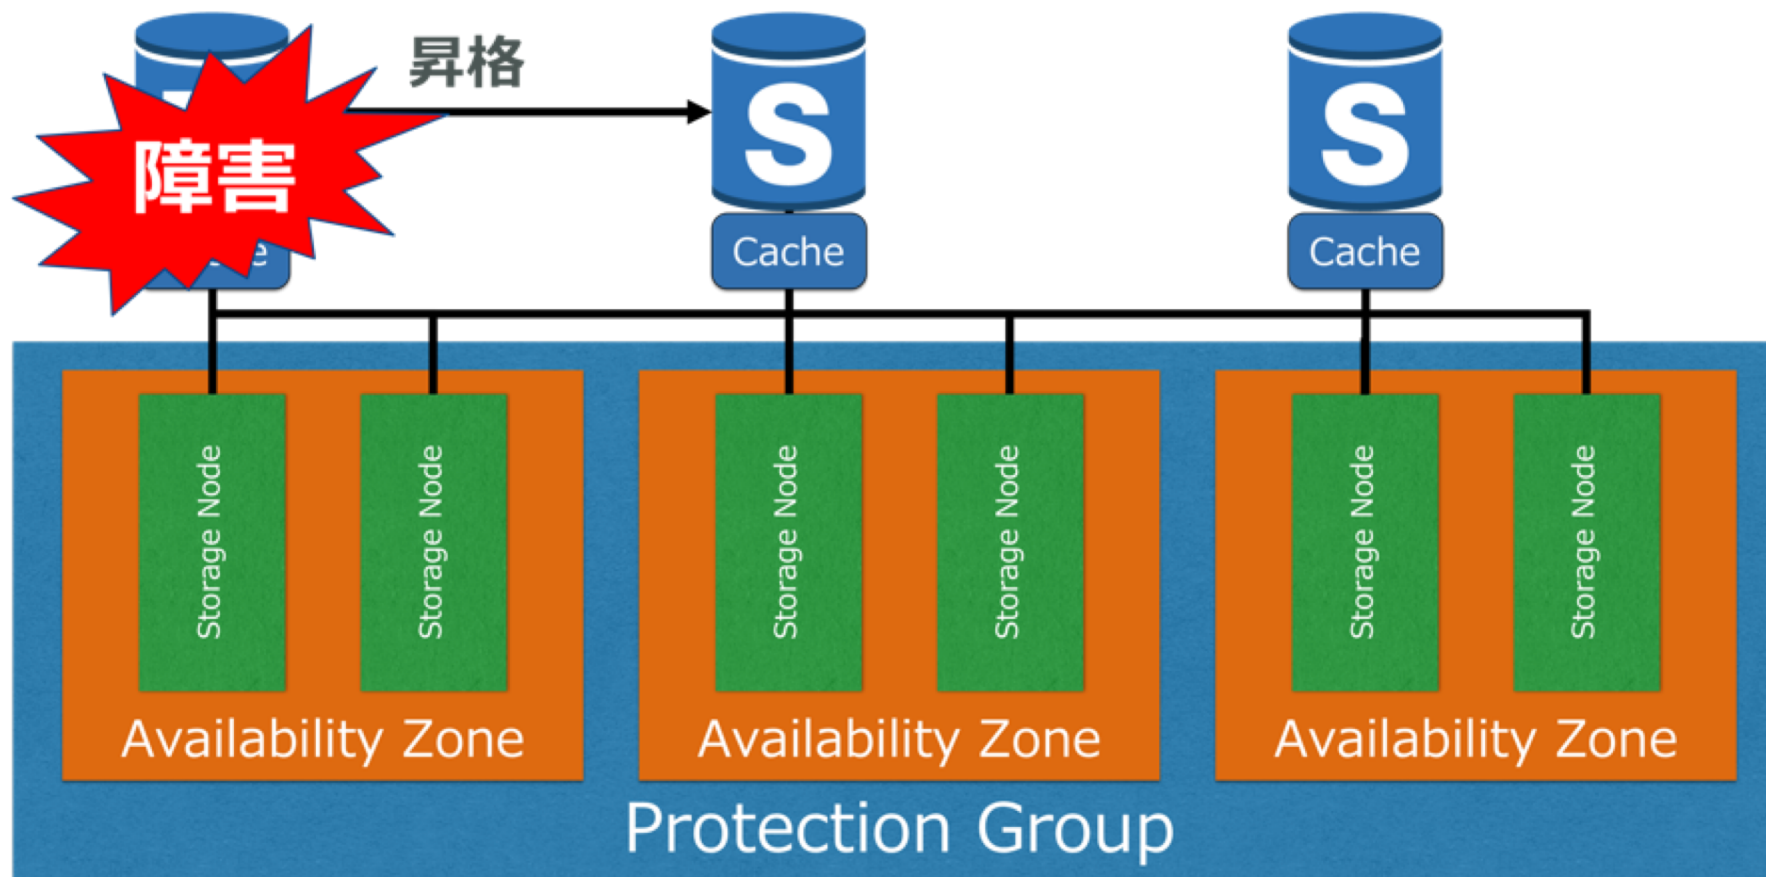 昇格
障害
S
S
Cache
Cache
Storage Node
Storage Node
Storage Node
Storage Node
Storage Node
Storage Node
Availability Zone
Availability Zone
Availability Zone
Protection Group